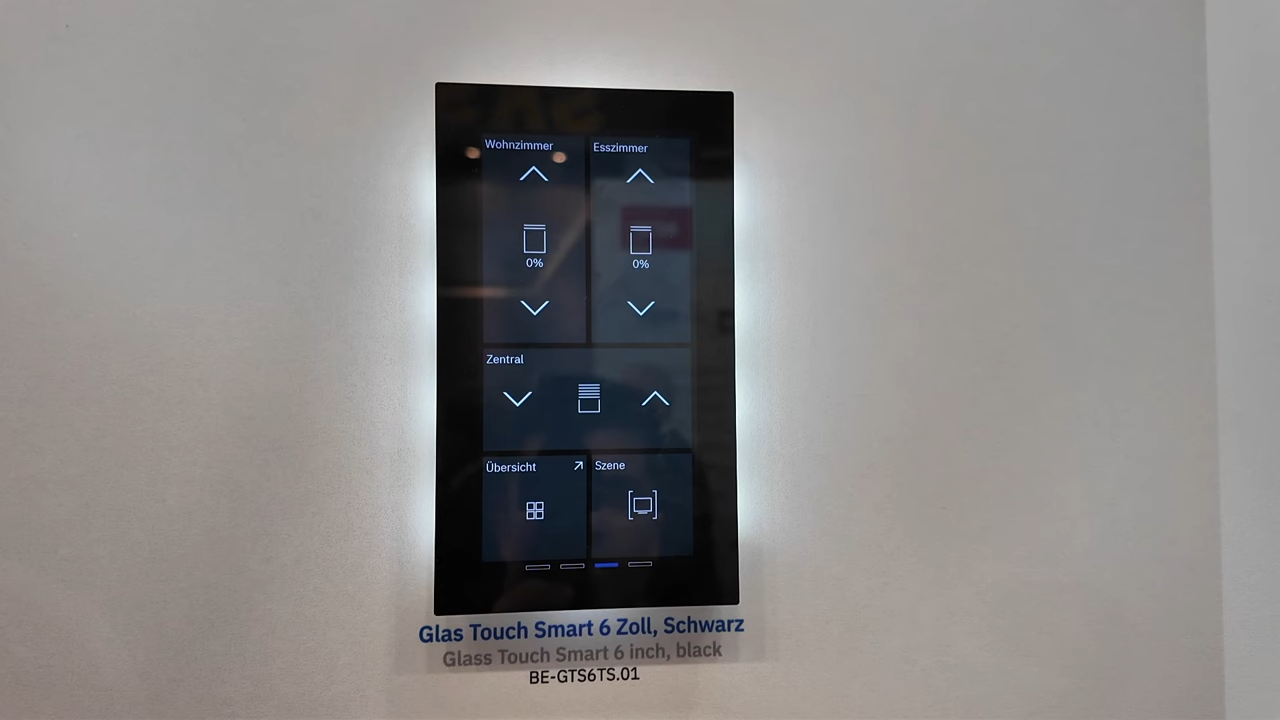 Wohnzimmer
Esszimmer
0%
0%
Zentral
Übersicht
Szene
Glas Touch Smart 6 Zoll, Schwarz
Glass Touch Smart 6 inch, black
BE-GTS6TS.01